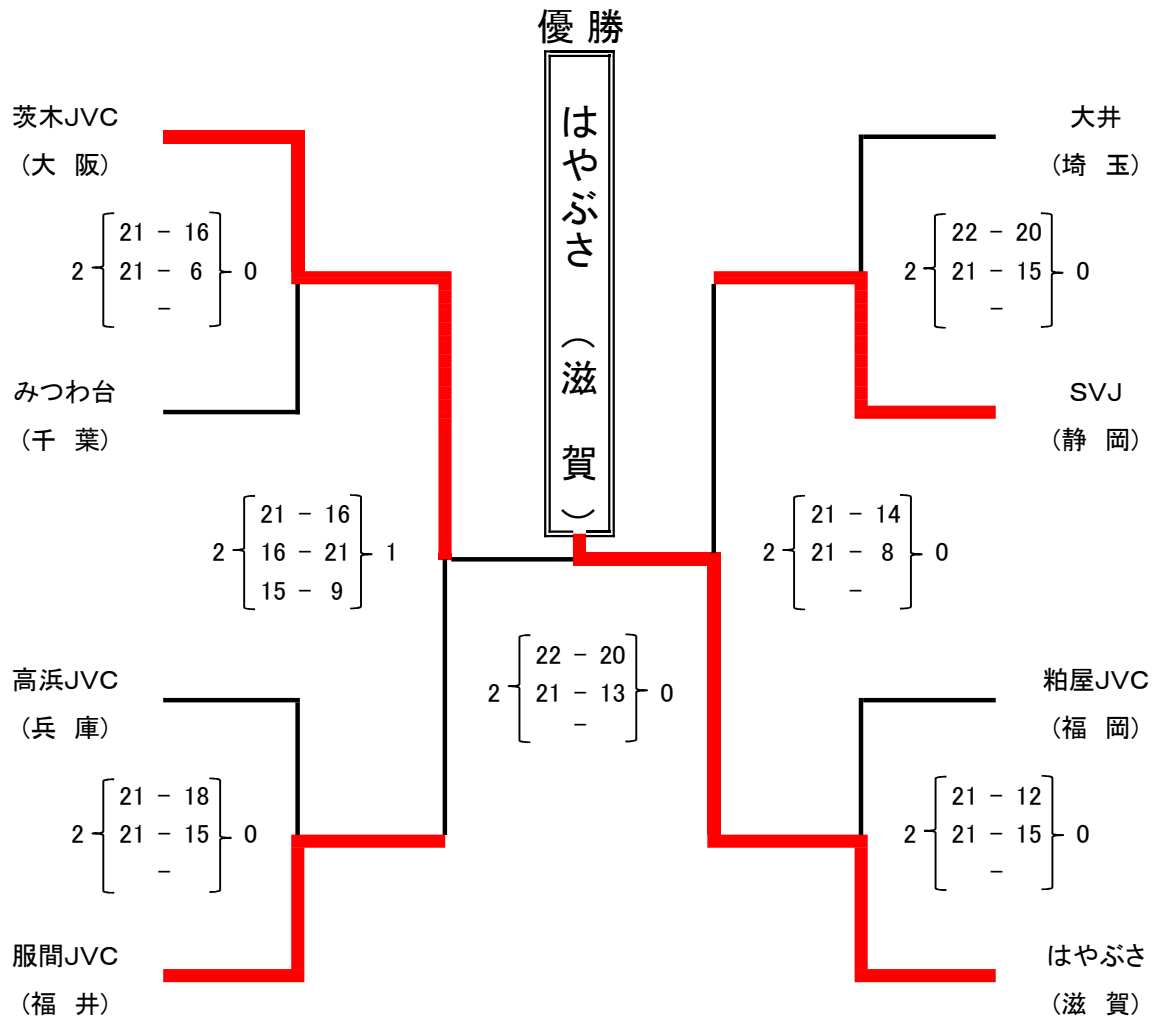 優 勝
はやぶさ （滋 賀）
茨木JVC
（大 阪）
2 21 - 16 0
21 - 6
-
みつわ台
（千 葉）
2 21 - 16 1
16 - 21
15 - 9
高浜JVC
（兵 庫）
2 21 - 18 0
21 - 15
-
服間JVC
（福 井）
2 22 - 20 0
21 - 13
-
大井
（埼 玉）
2 22 - 20 0
21 - 15
-
SVJ
（静 岡）
2 21 - 14 0
21 - 8
-
粕屋JVC
（福 岡）
2 21 - 12 0
21 - 15
-
はやぶさ
（滋 賀）